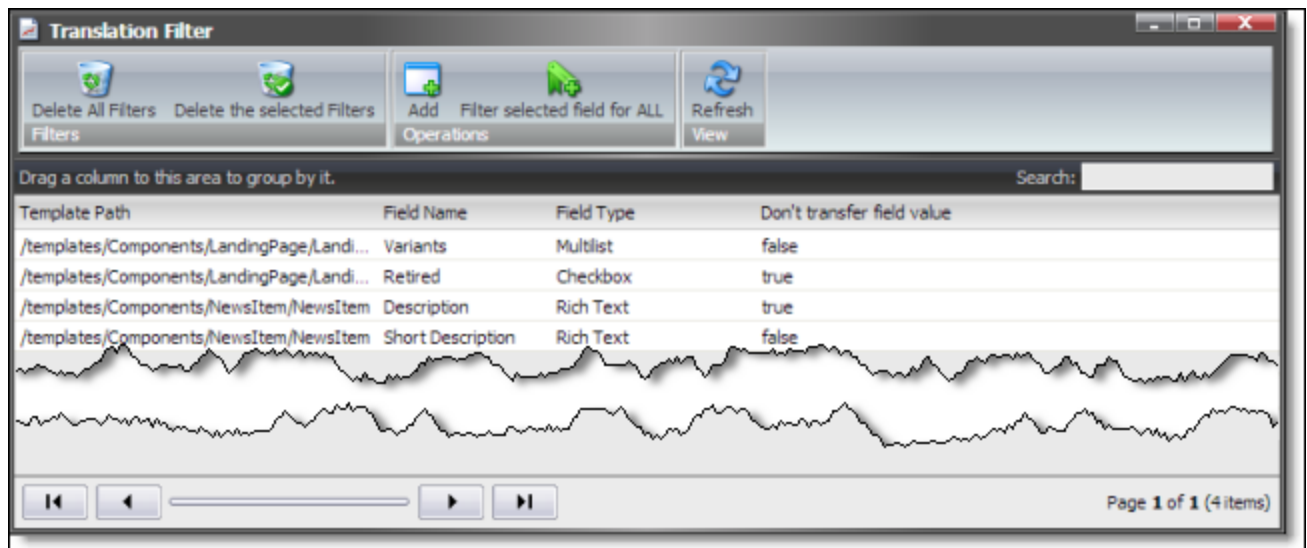 Translation Filter
Delete All Filters Delete the selected Filters Add Filter selected field for ALL Refresh
Filters Operations View
Drag a column to this area to group by it. Search:
Template Path Field Name Field Type Don't transfer field value
/templates/Components/LandingPage/Landi... Variants Multilist false
/templates/Components/LandingPage/Landi... Retired Checkbox true
/templates/Components/NewsItem/NewsItem Description Rich Text true
/templates/Components/NewsItem/NewsItem Short Description Rich Text false
Page 1 of 1 (4 items)